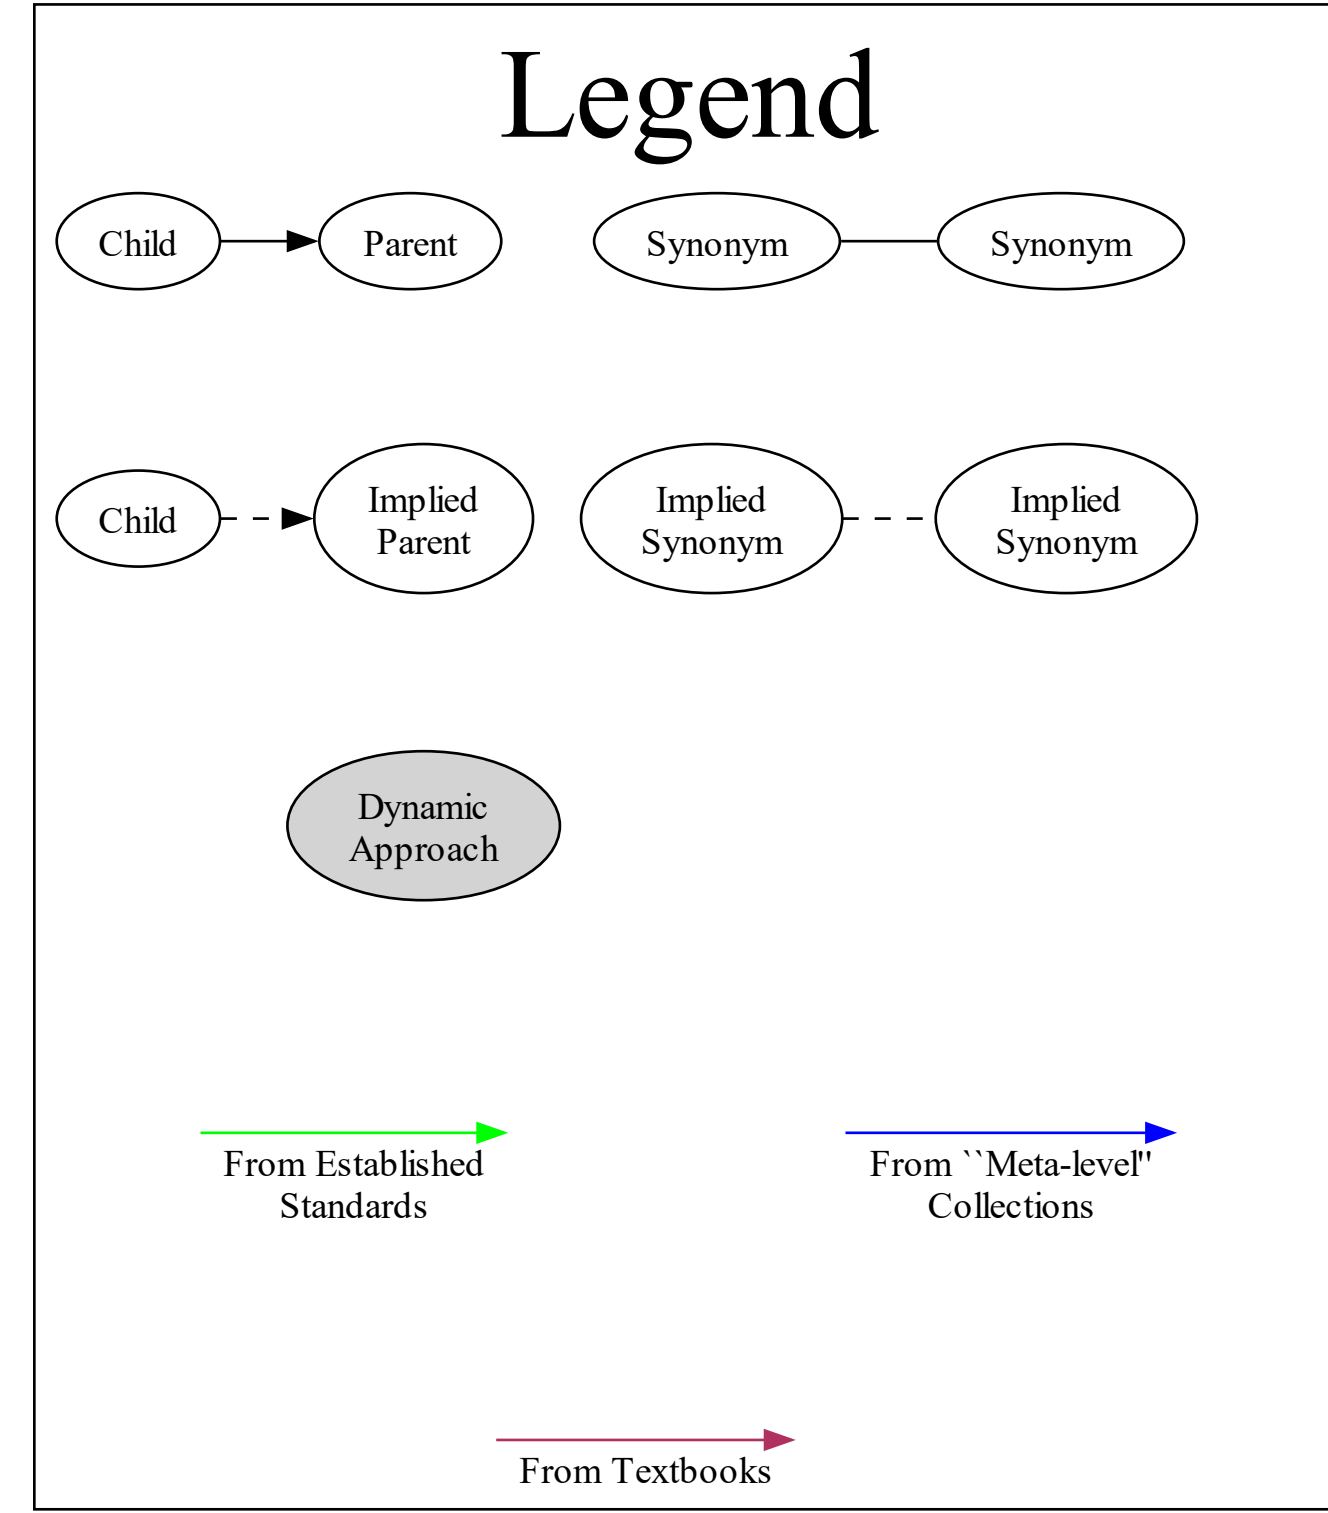 Legend
Child
Parent
Synonym
Synonym
Child
Implied
Parent
Implied
Synonym
Implied
Synonym
Dynamic
Approach
From Established
Standards
From ``Meta-level"
Collections
From Textbooks